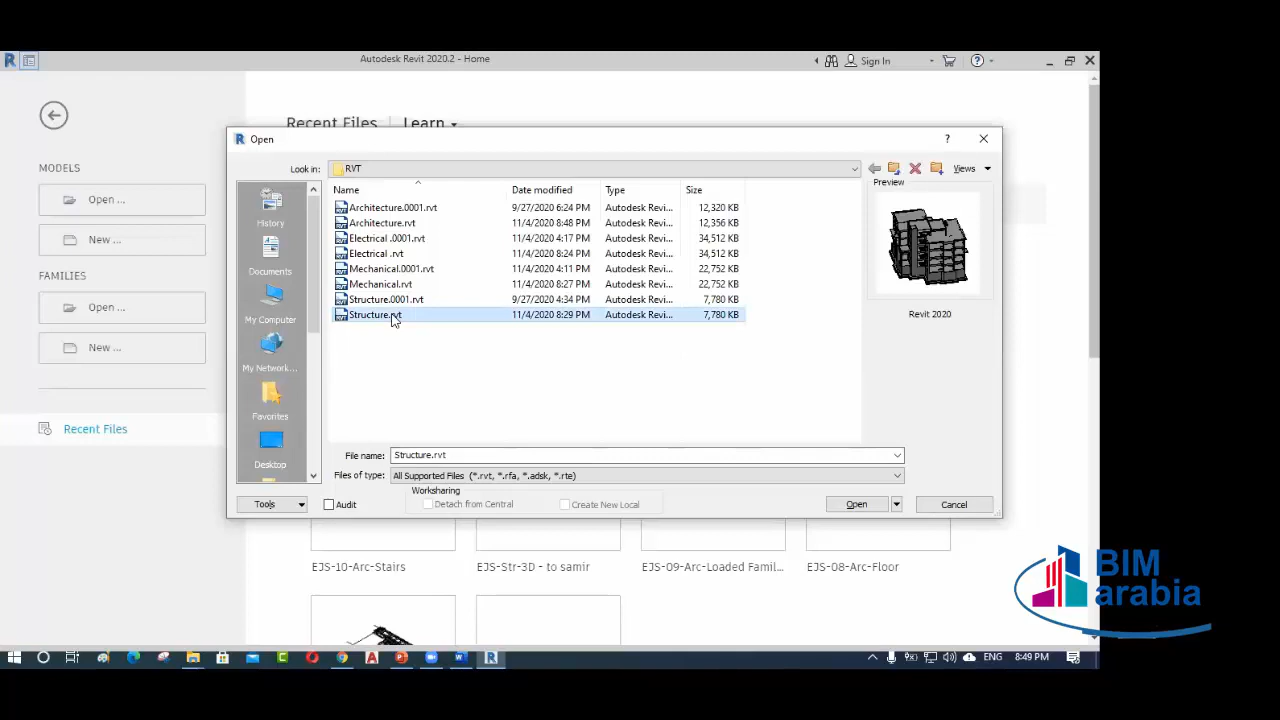 Autodesk Revit 2020.2 - Home
Sign In
Recent Files
Learn
MODELS
Open ...
New ...
FAMILIES
Open ...
New ...
Recent Files
Open
Look in:
RVT
Views
Name
Date modified
Type
Size
Architecture.0001.rvt 9/27/2020 6:24 PM Autodesk Revi... 12,320 KB
Architecture.rvt 11/4/2020 8:48 PM Autodesk Revi... 12,356 KB
Electrical .0001.rvt 11/4/2020 4:17 PM Autodesk Revi... 34,512 KB
Electrical .rvt 11/4/2020 8:24 PM Autodesk Revi... 34,512 KB
Mechanical.0001.rvt 11/4/2020 4:11 PM Autodesk Revi... 22,752 KB
Mechanical.rvt 11/4/2020 8:27 PM Autodesk Revi... 22,752 KB
Structure.0001.rvt 9/27/2020 4:34 PM Autodesk Revi... 7,780 KB
Structure.rvt 11/4/2020 8:29 PM Autodesk Revi... 7,780 KB
History
Documents
My Computer
My Network...
Favorites
Desktop
Preview
Revit 2020
File name: Structure.rvt
Files of type: All Supported Files (*.rvt, *.rfa, *.adsk, *.rte)
Worksharing
Tools
Audit
Detach from Central
Create New Local
Open
Cancel
EJS-10-Arc-Stairs
EJS-Str-3D - to samir
EJS-09-Arc-Loaded Famil...
EJS-08-Arc-Floor
BIM
arabia
ENG
8:49 PM